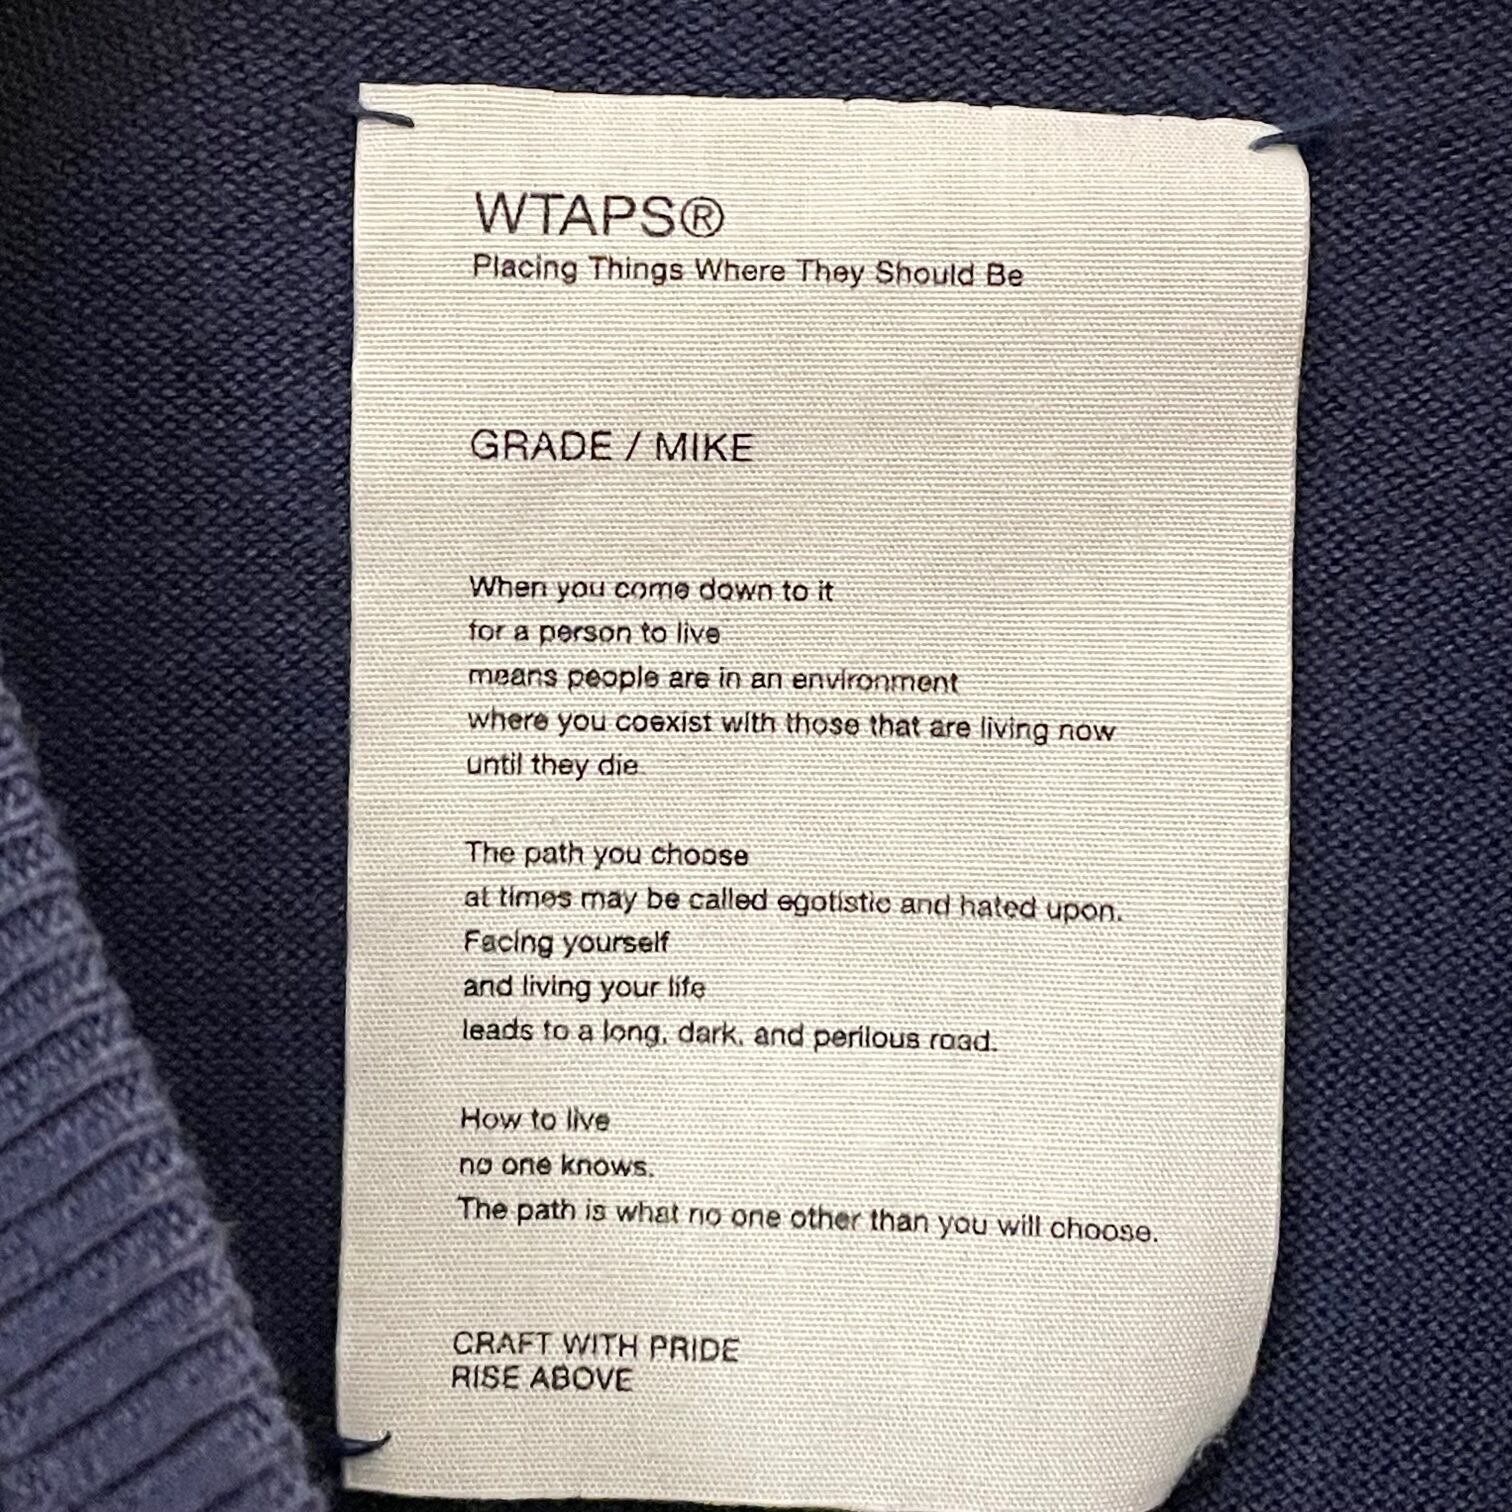 WTAPS®
Placing Things Where They Should Be
GRADE / MIKE
When you come down to it
for a person to live
means people are in an environment
where you coexist with those that are living now
until they die.
The path you choose
at times may be called egotistic and hated upon.
Facing yourself
and living your life
leads to a long, dark, and perilous road.
How to live
no one knows.
The path is what no one other than you will choose.
CRAFT WITH PRIDE
RISE ABOVE